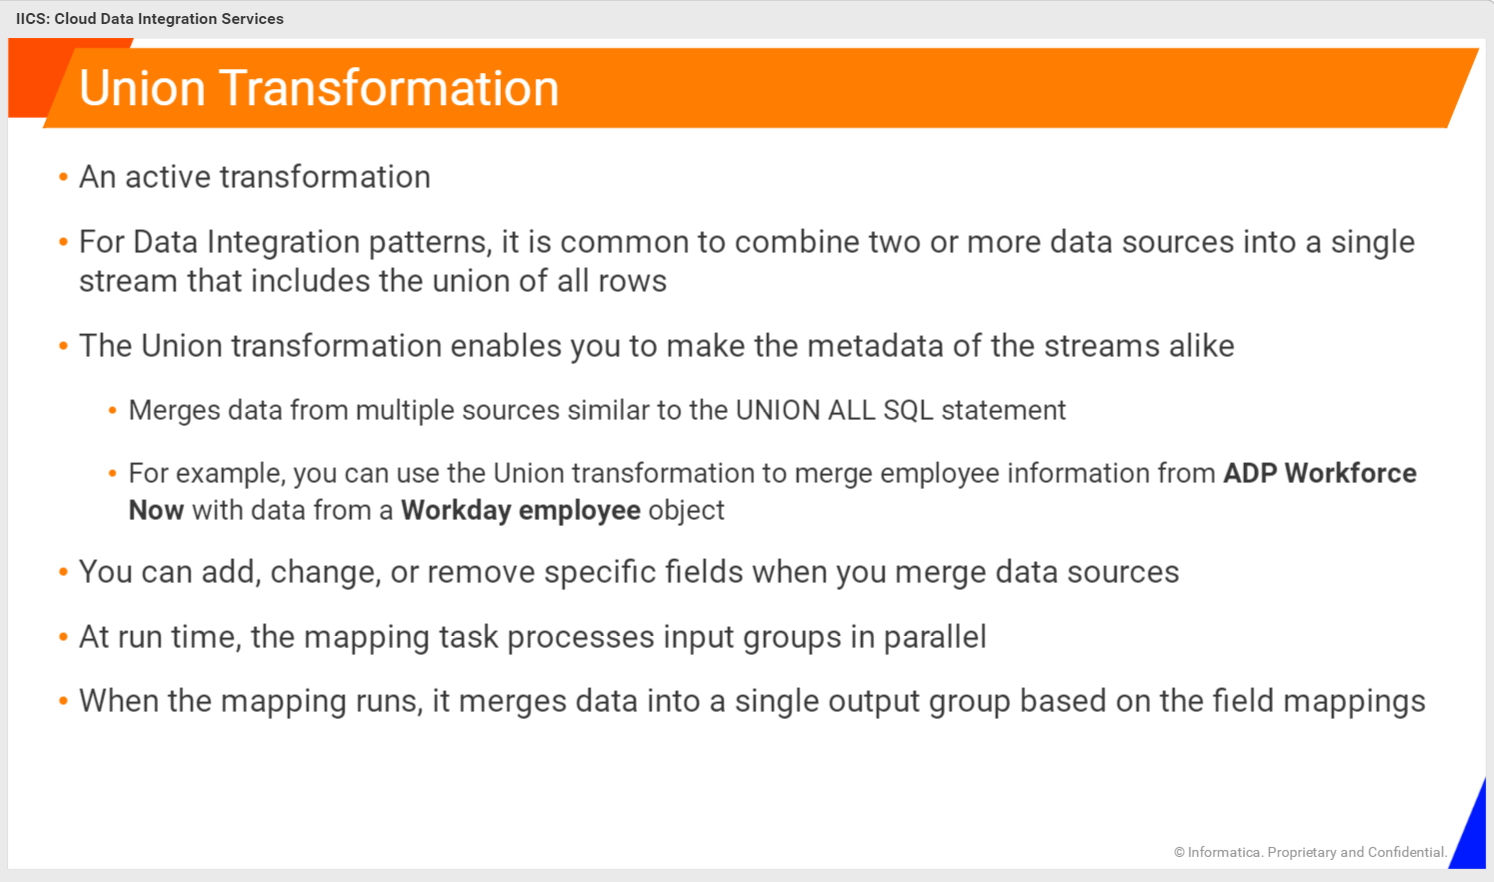 IICS: Cloud Data Integration Services
Union Transformation
• An active transformation
• For Data Integration patterns, it is common to combine two or more data sources into a single
stream that includes the union of all rows
• The Union transformation enables you to make the metadata of the streams alike
• Merges data from multiple sources similar to the UNION ALL SQL statement
• For example, you can use the Union transformation to merge employee information from ADP Workforce
Now with data from a Workday employee object
• You can add, change, or remove specific fields when you merge data sources
• At run time, the mapping task processes input groups in parallel
• When the mapping runs, it merges data into a single output group based on the field mappings
© Informatica. Proprietary and Confidential.